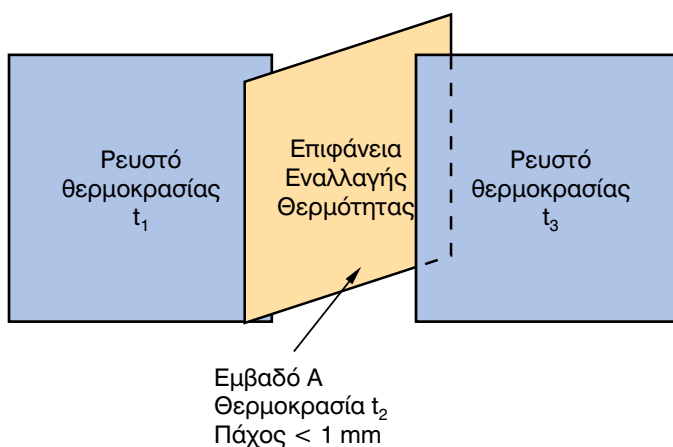 Ρευστό
θερμοκρασίας
t₁
Επιφάνεια
Εναλλαγής
Θερμότητας
Ρευστό
θερμοκρασίας
t₃
Εμβαδό Α
Θερμοκρασία t₂
Πάχος < 1 mm